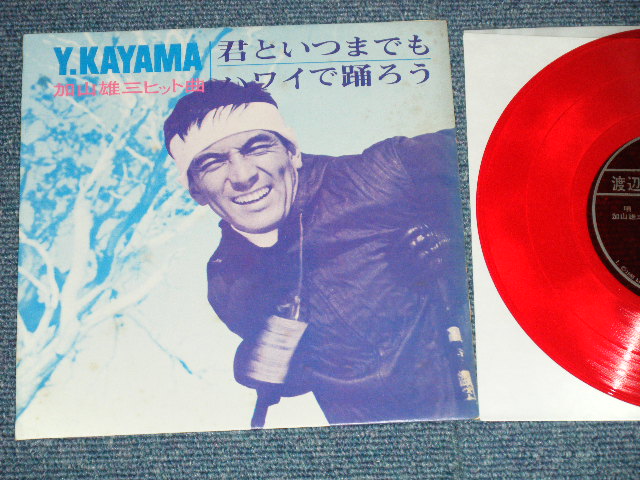 Y.KAYAMA
君といつまでも
加山雄三ヒット曲
ハワイで踊ろう
渡辺
唄
加山雄